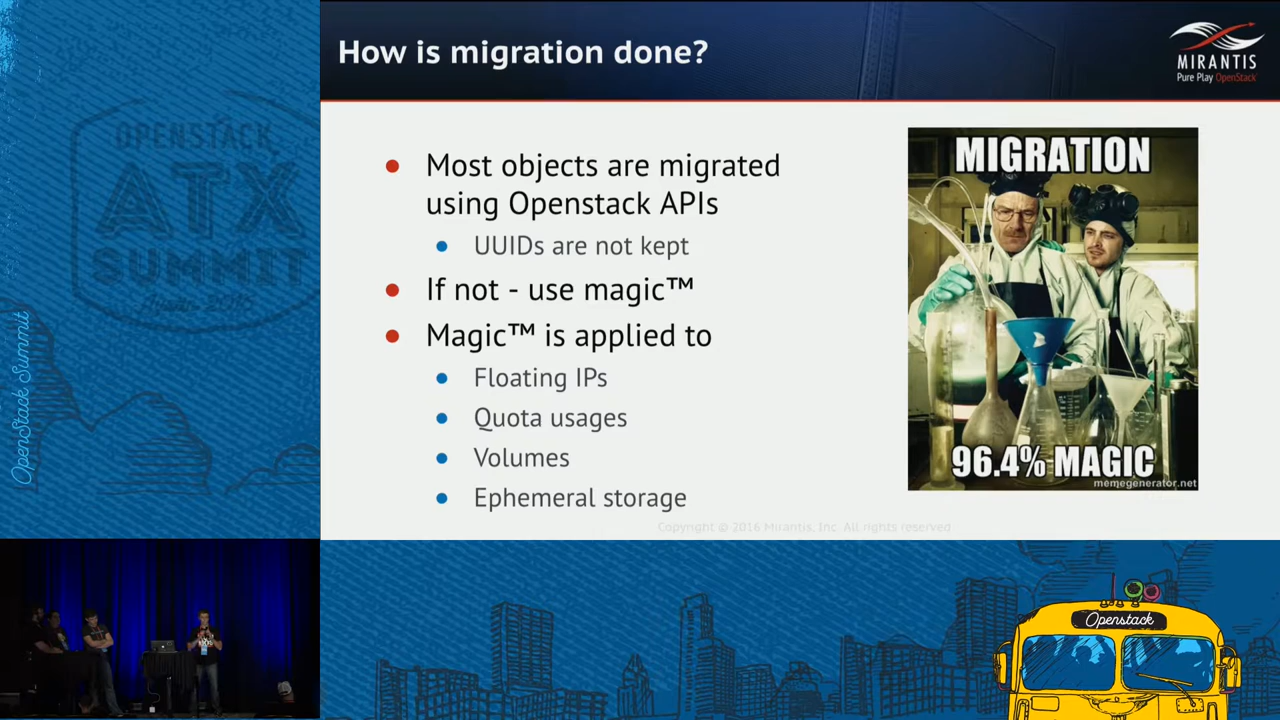 How is migration done?
MIRANTIS
Pure Play OpenStack
Most objects are migrated
using Openstack APIs
UUIDs are not kept
If not - use magic™
Magic™ is applied to
Floating IPs
Quota usages
Volumes
Ephemeral storage
MIGRATION
96.4% MAGIC
memegenerator.net
Copyright © 2016 Mirantis, Inc. All rights reserved
OPENSTACK
ATX
SUMMIT
OpenStack Summit
Openstack